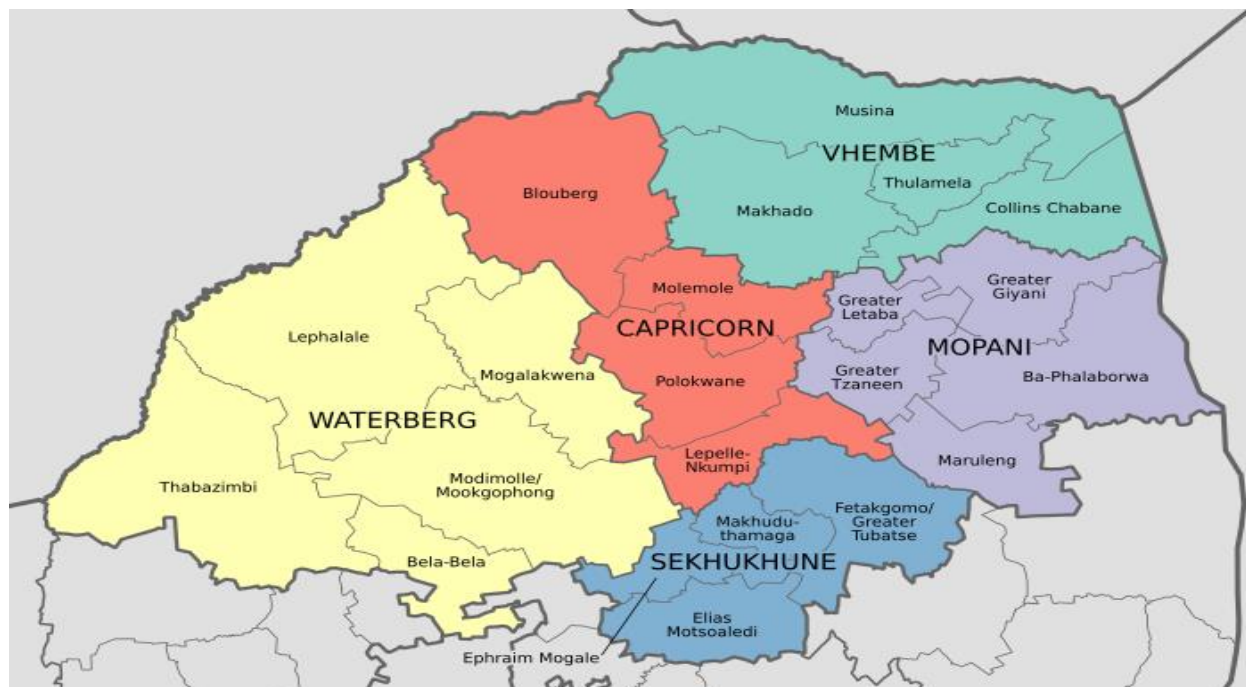 Musina
VHEMBE
Thulamela
Blouberg
Makhado
Collins Chabane
Molemole
Greater
Giyani
Greater
Letaba
CAPRICORN
Lephalale
MOPANI
Mogalakwena
Polokwane
Greater
Tzaneen
Ba-Phalaborwa
WATERBERG
Lepelle-
Nkumpi
Maruleng
Thabazimbi
Modimolle/
Mookgophong
Fetakgomo/
Greater
Tubatse
Makhudu-
thamaga
Bela-Bela
SEKHUKHUNE
Elias
Motsoaledi
Ephraim Mogale